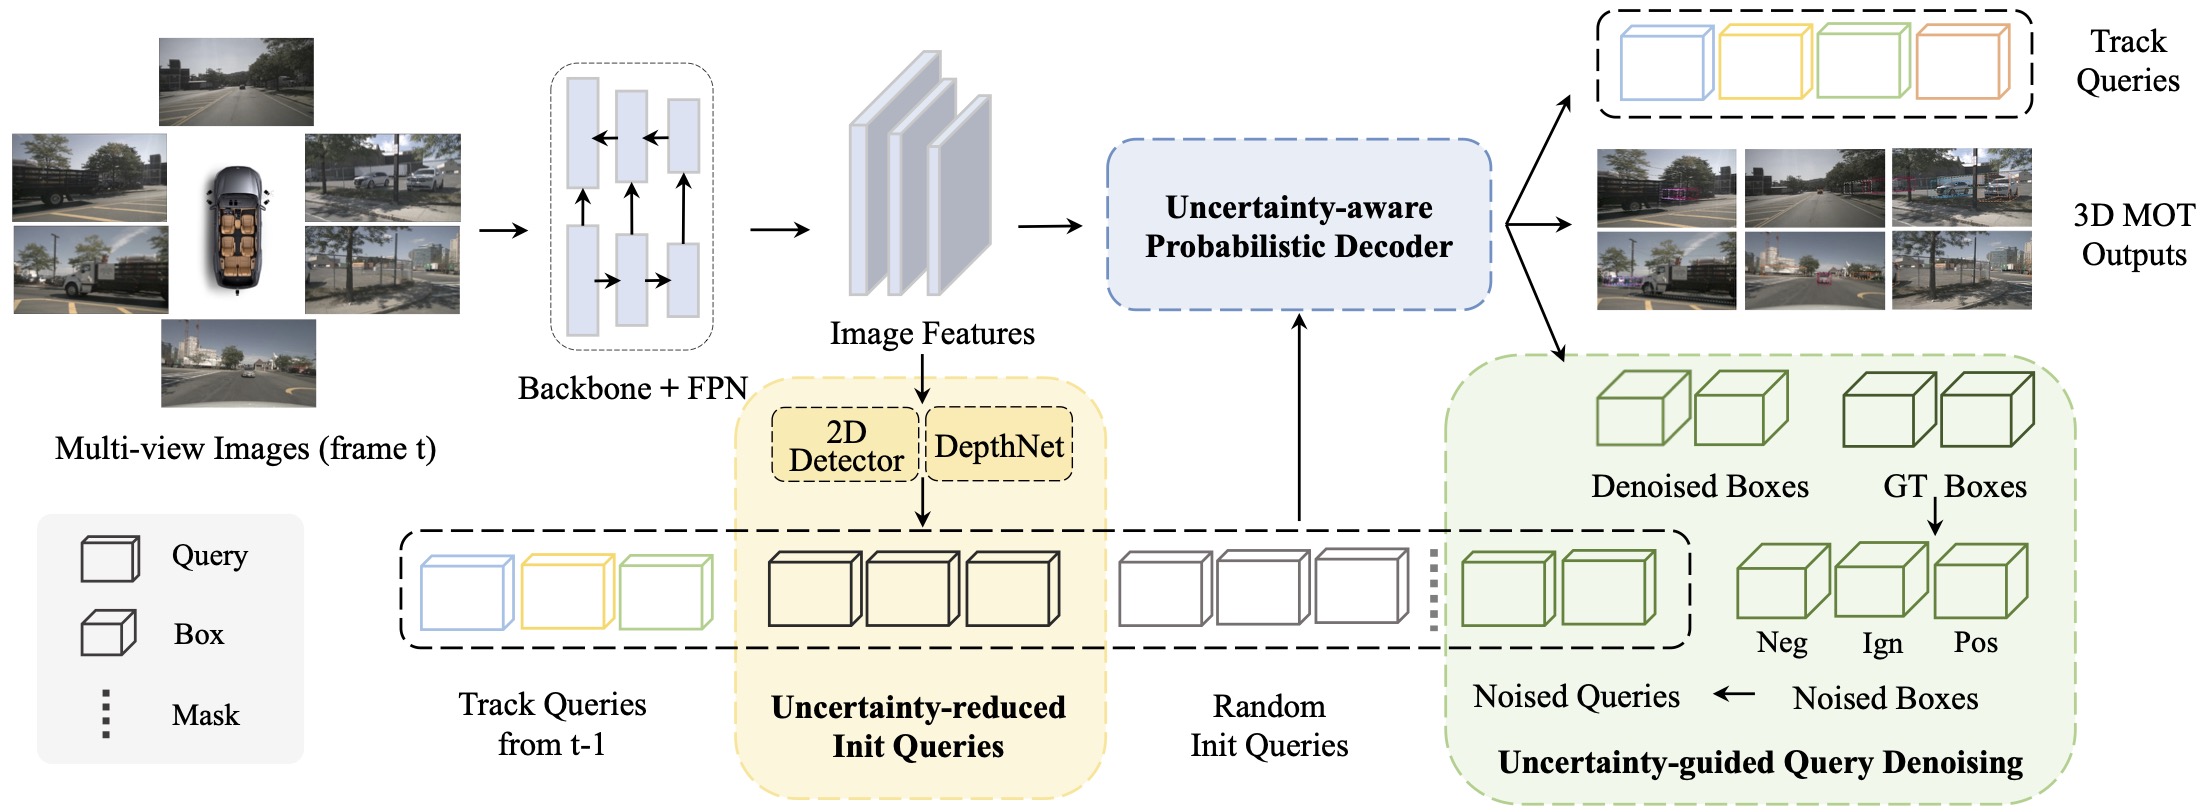 Track
Queries
3D MOT
Outputs
Uncertainty-aware
Probabilistic Decoder
Image Features
Backbone + FPN
Multi-view Images (frame t)
2D
Detector
DepthNet
Denoised Boxes
GT Boxes
Query
Box
Mask
Neg
Ign
Pos
Track Queries
from t-1
Uncertainty-reduced
Init Queries
Random
Init Queries
Noised Queries
Noised Boxes
Uncertainty-guided Query Denoising